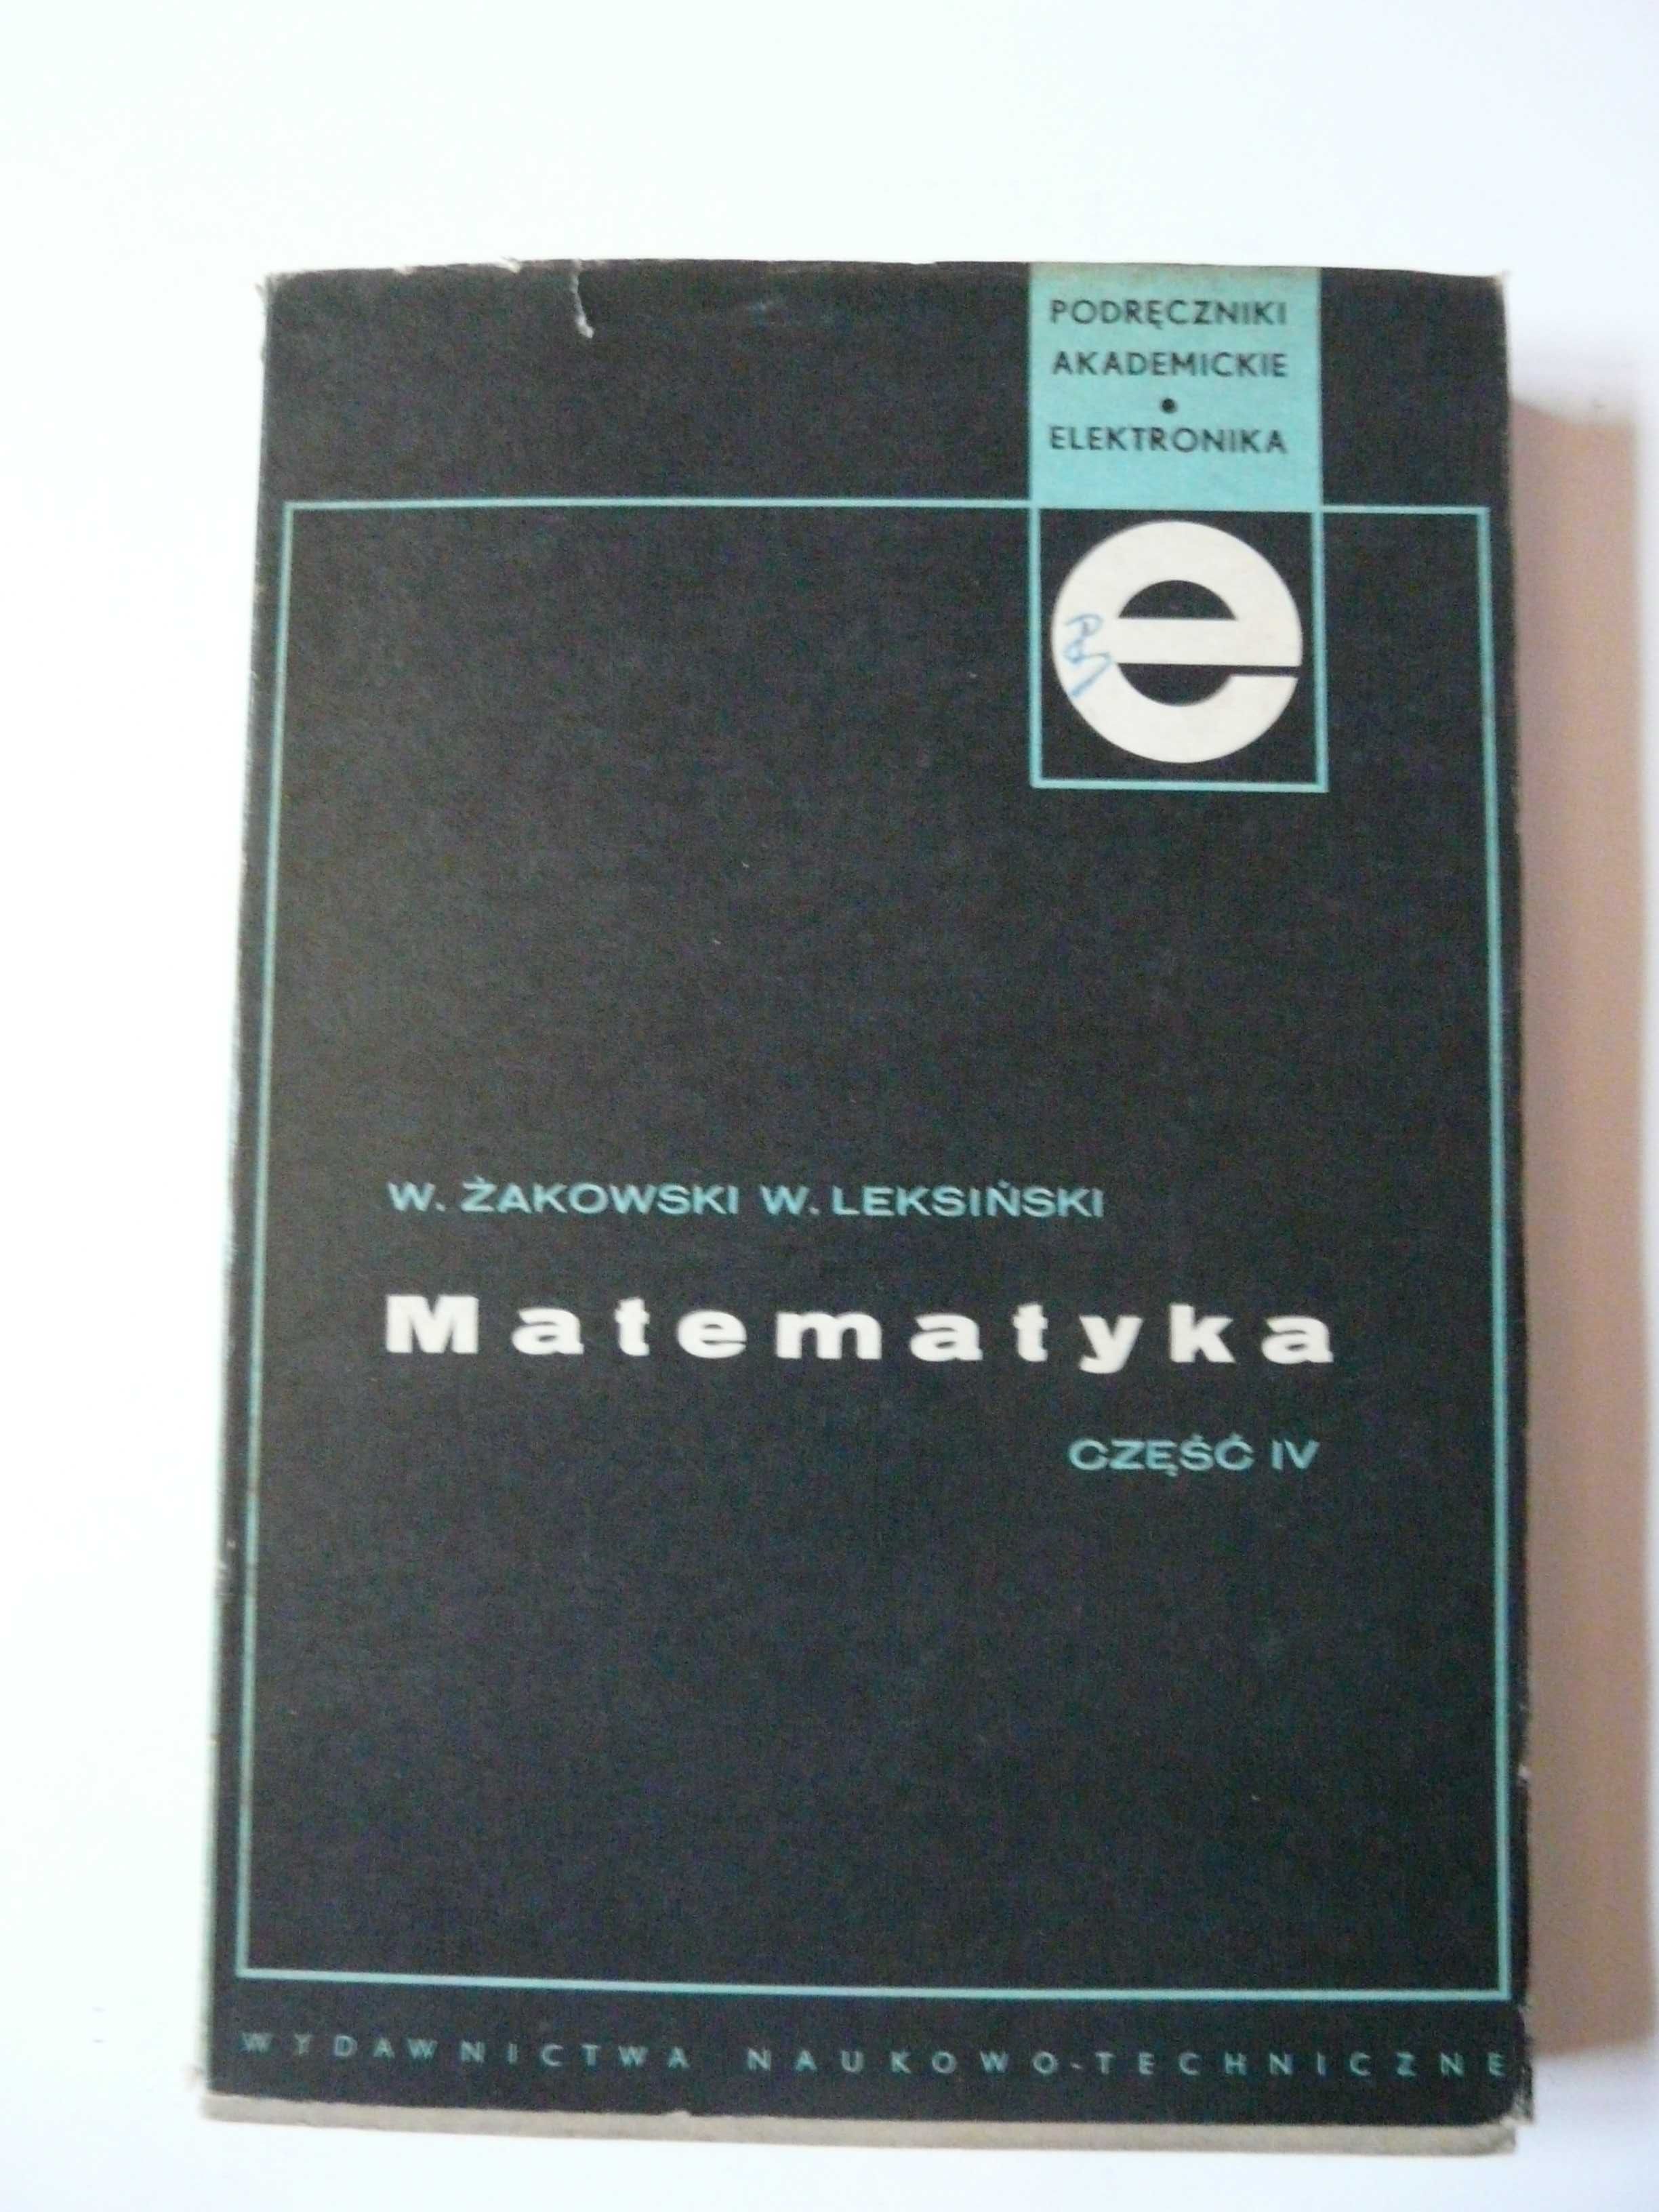 PODRĘCZNIKI
AKADEMICKIE
•
ELEKTRONIKA
e
W. ŻAKOWSKI W. LEKSIŃSKI
Matematyka
CZĘŚĆ IV
WYDAWNICTWA NAUKOWO-TECHNICZNE